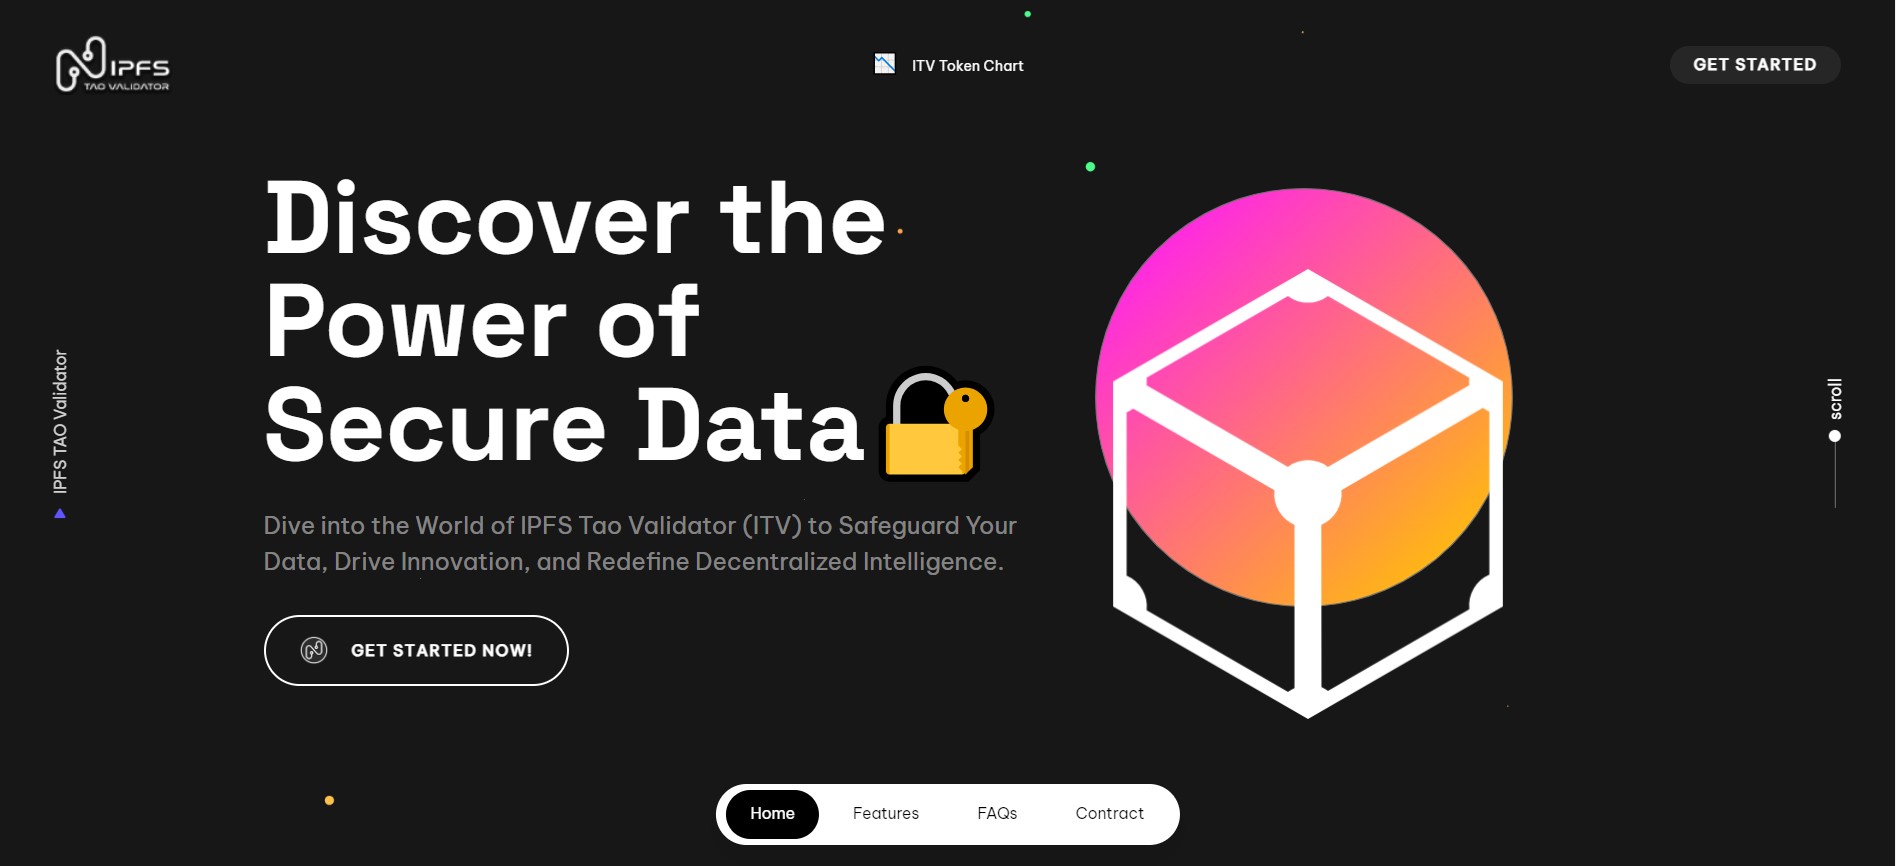 IPFS
TAO VALIDATOR
ITV Token Chart
GET STARTED
Discover the
Power of
Secure Data
IPFS TAO Validator
scroll
Dive into the World of IPFS Tao Validator (ITV) to Safeguard Your
Data, Drive Innovation, and Redefine Decentralized Intelligence.
GET STARTED NOW!
Home
Features
FAQs
Contract